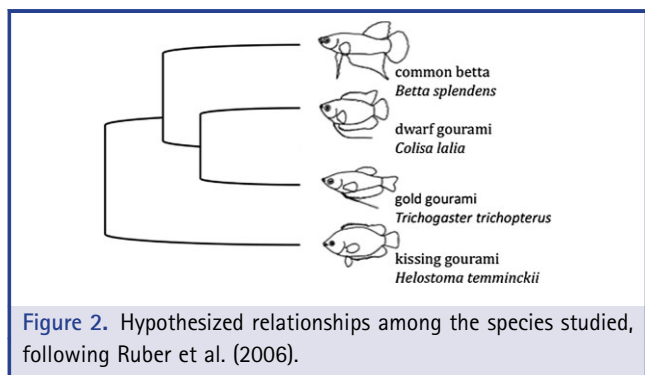 common betta
Betta splendens
dwarf gourami
Colisa lalia
gold gourami
Trichogaster trichopterus
kissing gourami
Helostoma temminckii
Figure 2. Hypothesized relationships among the species studied,
following Ruber et al. (2006).